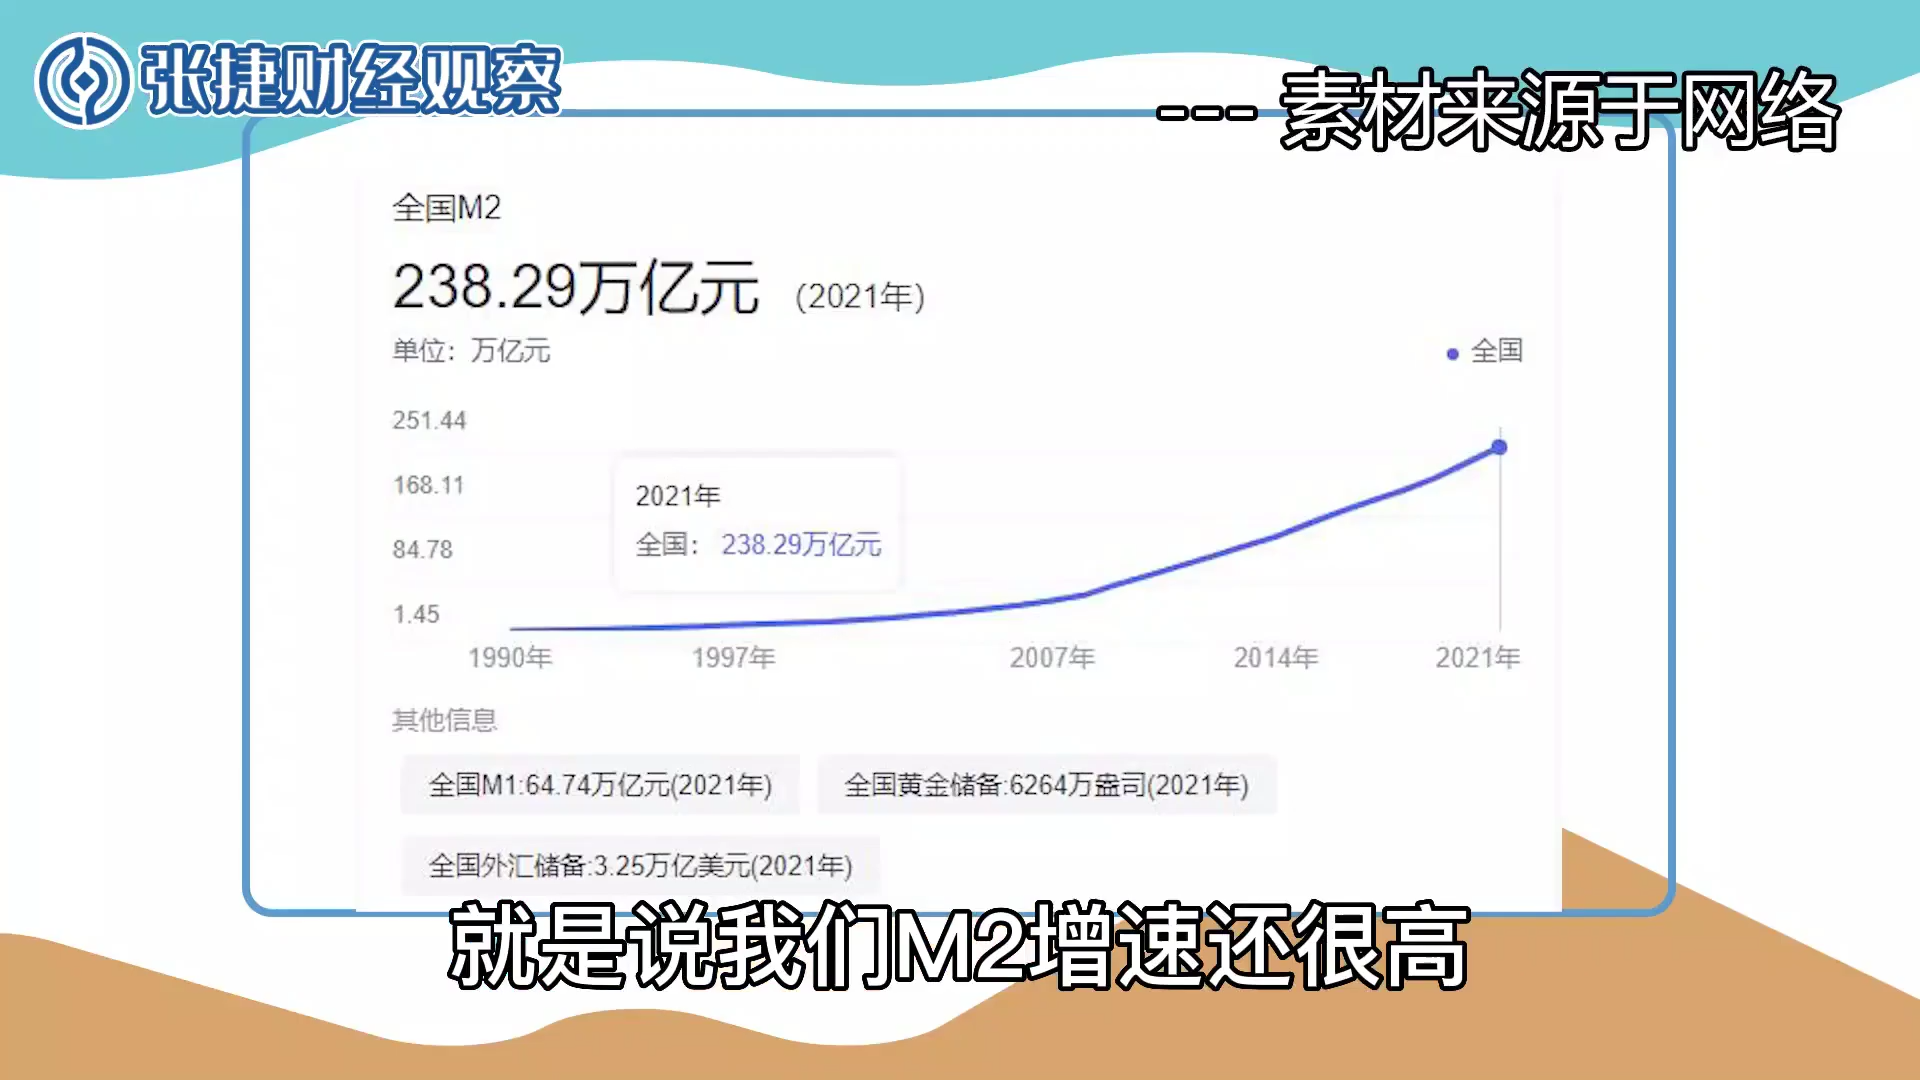 张捷财经观察
--- 素材来源于网络
全国M2
238.29万亿元 (2021年)
单位：万亿元
全国
251.44
168.11
84.78
1.45
2021年
全国： 238.29万亿元
1990年 1997年 2007年 2014年 2021年
其他信息
全国M1:64.74万亿元(2021年) 全国黄金储备:6264万盎司(2021年)
全国外汇储备:3.25万亿美元(2021年)
就是说我们M2增速还很高